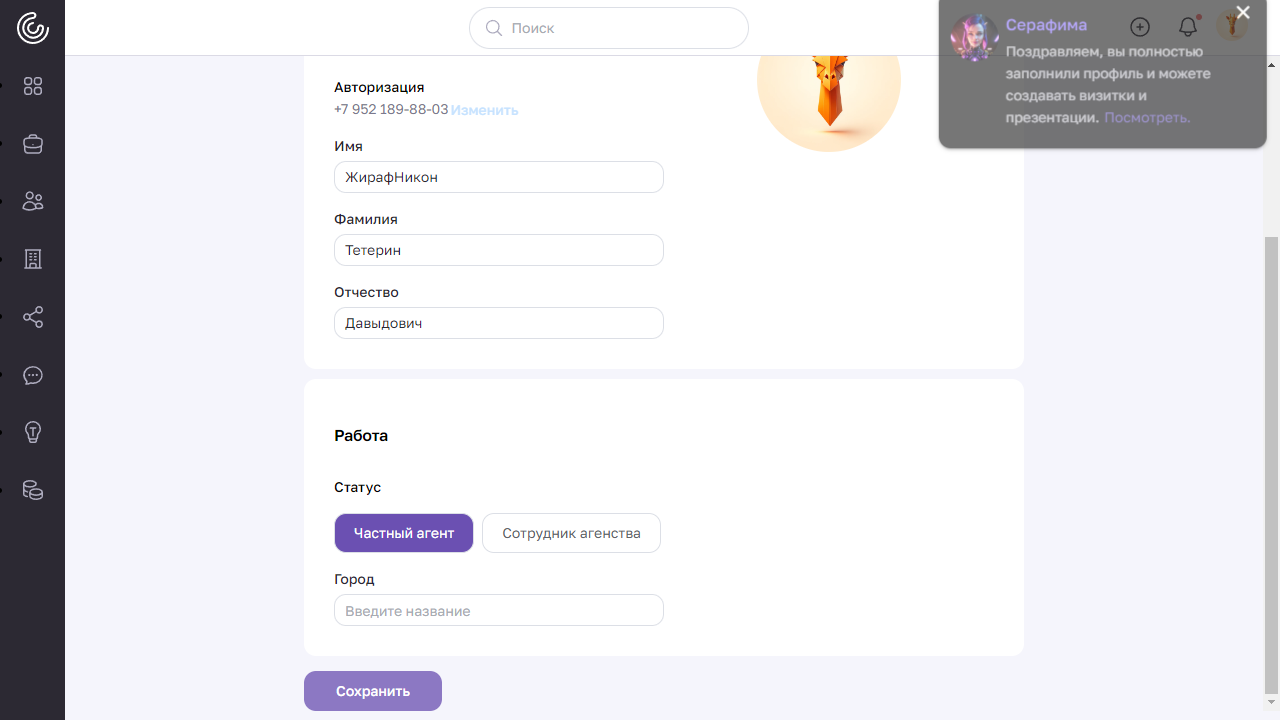 Поиск
Серафима
Поздравляем, вы полностью
заполнили профиль и можете
создавать визитки и
презентации. Посмотреть.
Авторизация
+7 952 189-88-03 Изменить
Имя
ЖирафНикон
Фамилия
Тетерин
Отчество
Давыдович
Работа
Статус
Частный агент
Сотрудник агенства
Город
Введите название
Сохранить